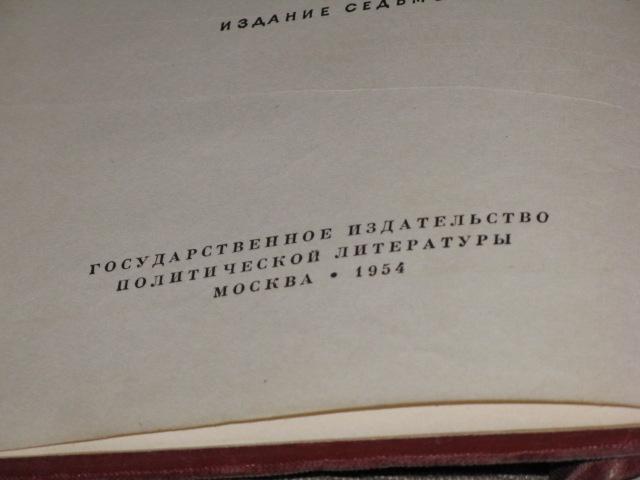 ИЗДАНИЕ
ГОСУДАРСТВЕННОЕ ИЗДАТЕЛЬСТВО
ПОЛИТИЧЕСКОЙ ЛИТЕРАТУРЫ
МОСКВА • 1954